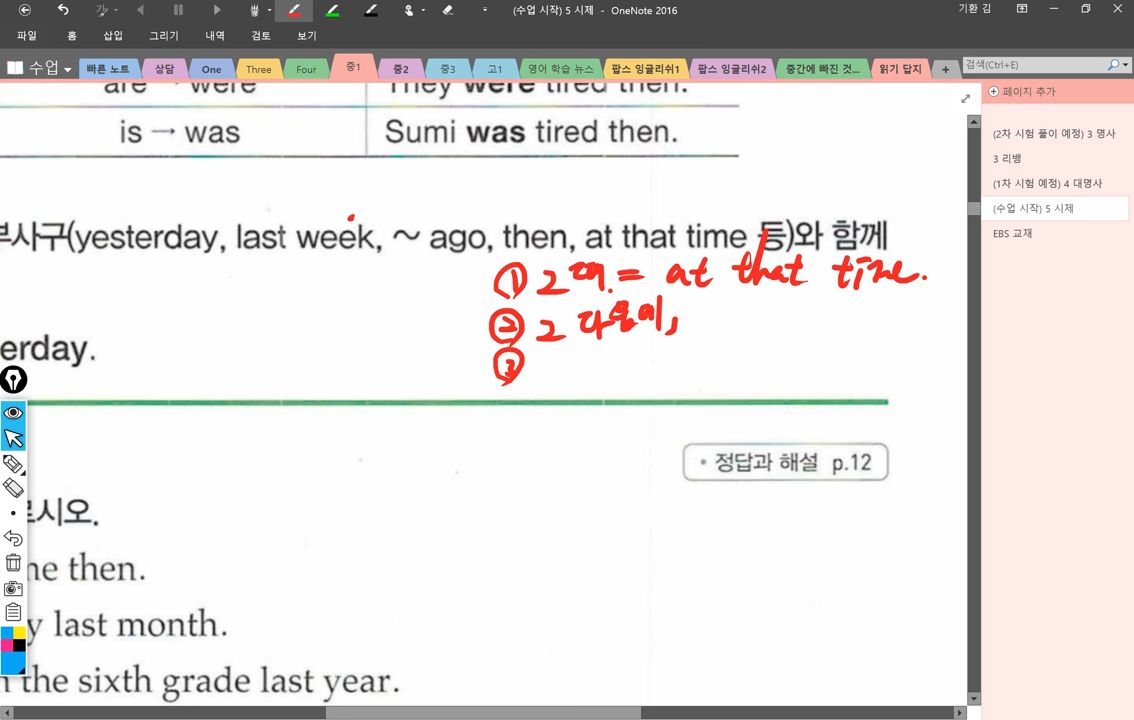 (수업 시작) 5 시제 - OneNote 2016
기환 김
파일 홈 삽입 그리기 내역 검토 보기
수업 빠른 노트 상담 One Three Four 중1 중2 중3 고1 영어 학습 뉴스 팝스 잉글리쉬1 팝스 잉글리쉬2 중간에 빠진 것... 읽기 답지 + 검색(Ctrl+E)
페이지 추가
(2차 시험 풀이 예정) 3 명사
3 리뱅
(1차 시험 예정) 4 대명사
(수업 시작) 5 시제
EBS 교재
are → were They were tired then.
is → was Sumi was tired then.
부사구(yesterday, last week, ~ ago, then, at that time 등)와 함께
① 그 때. = at that time.
② 그 다음에,
③
erday.
• 정답과 해설 p.12
르시오.
me then.
y last month.
the sixth grade last year.